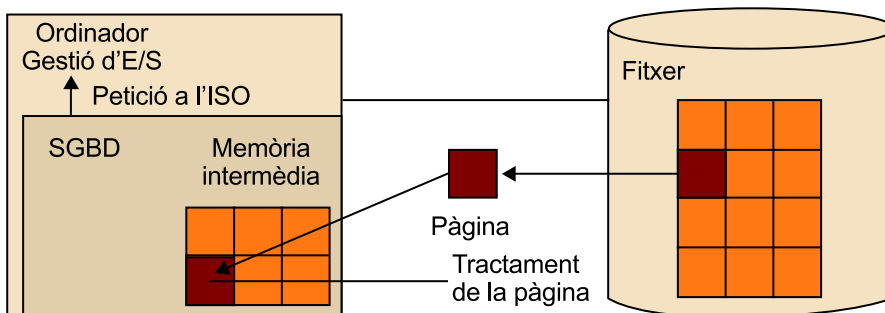 Ordinador
Gestió d'E/S
Petició a l'ISO
SGBD
Memòria
intermèdia
Pàgina
Tractament
de la pàgina
Fitxer